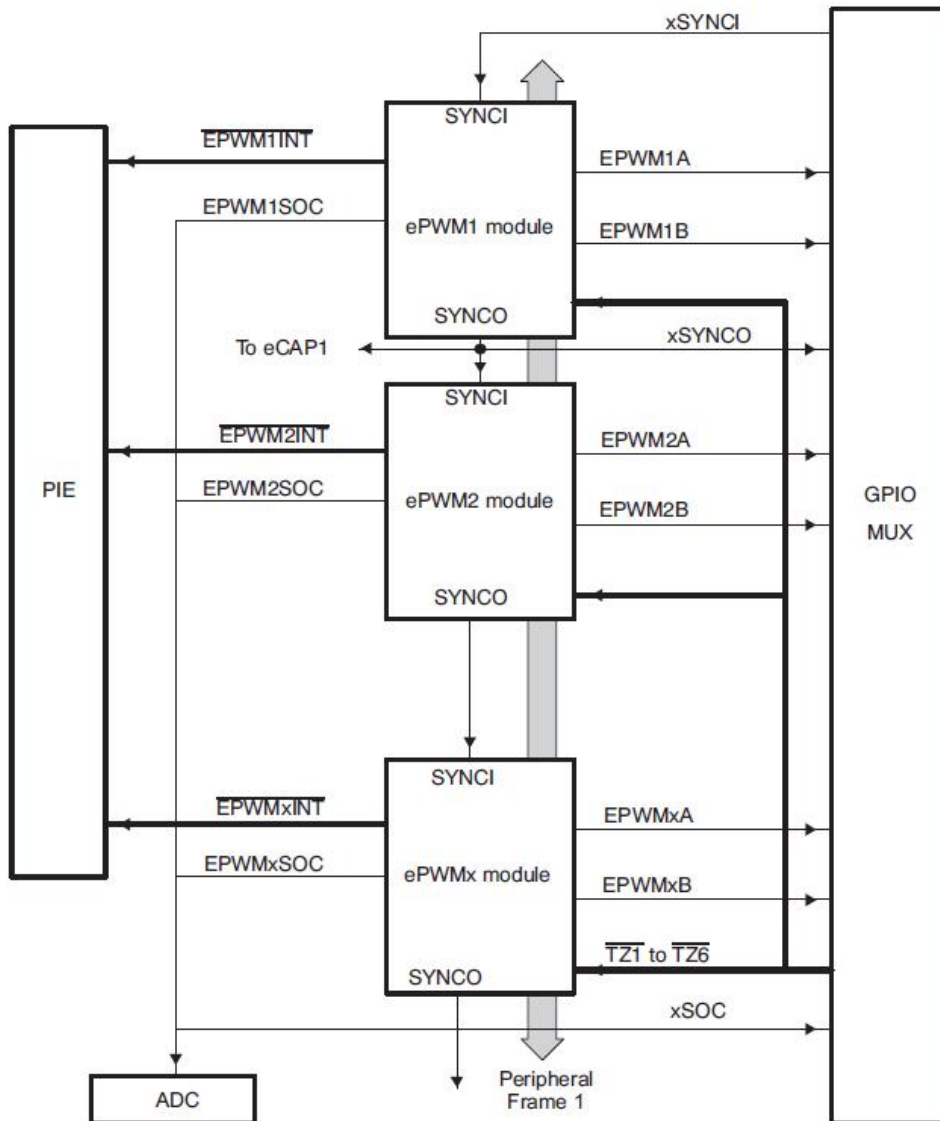 xSYNCI
SYNCI
EPWM1INT
EPWM1A
EPWM1SOC
ePWM1 module
EPWM1B
SYNCO
To eCAP1
xSYNCO
SYNCI
EPWM2INT
EPWM2A
PIE
EPWM2SOC
ePWM2 module
EPWM2B
GPIO
MUX
SYNCO
SYNCI
EPWMxINT
EPWMxA
EPWMxSOC
ePWMx module
EPWMxB
TZ1 to TZ6
SYNCO
xSOC
ADC
Peripheral
Frame 1